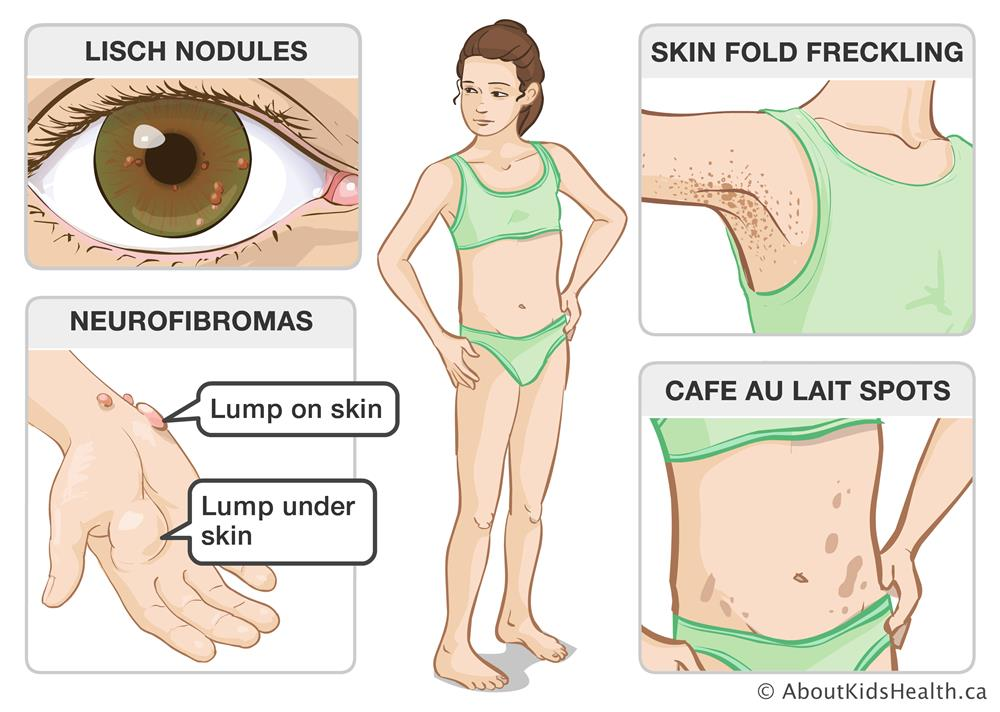 LISCH NODULES
NEUROFIBROMAS
Lump on skin
Lump under
skin
SKIN FOLD FRECKLING
CAFE AU LAIT SPOTS
© AboutKidsHealth.ca